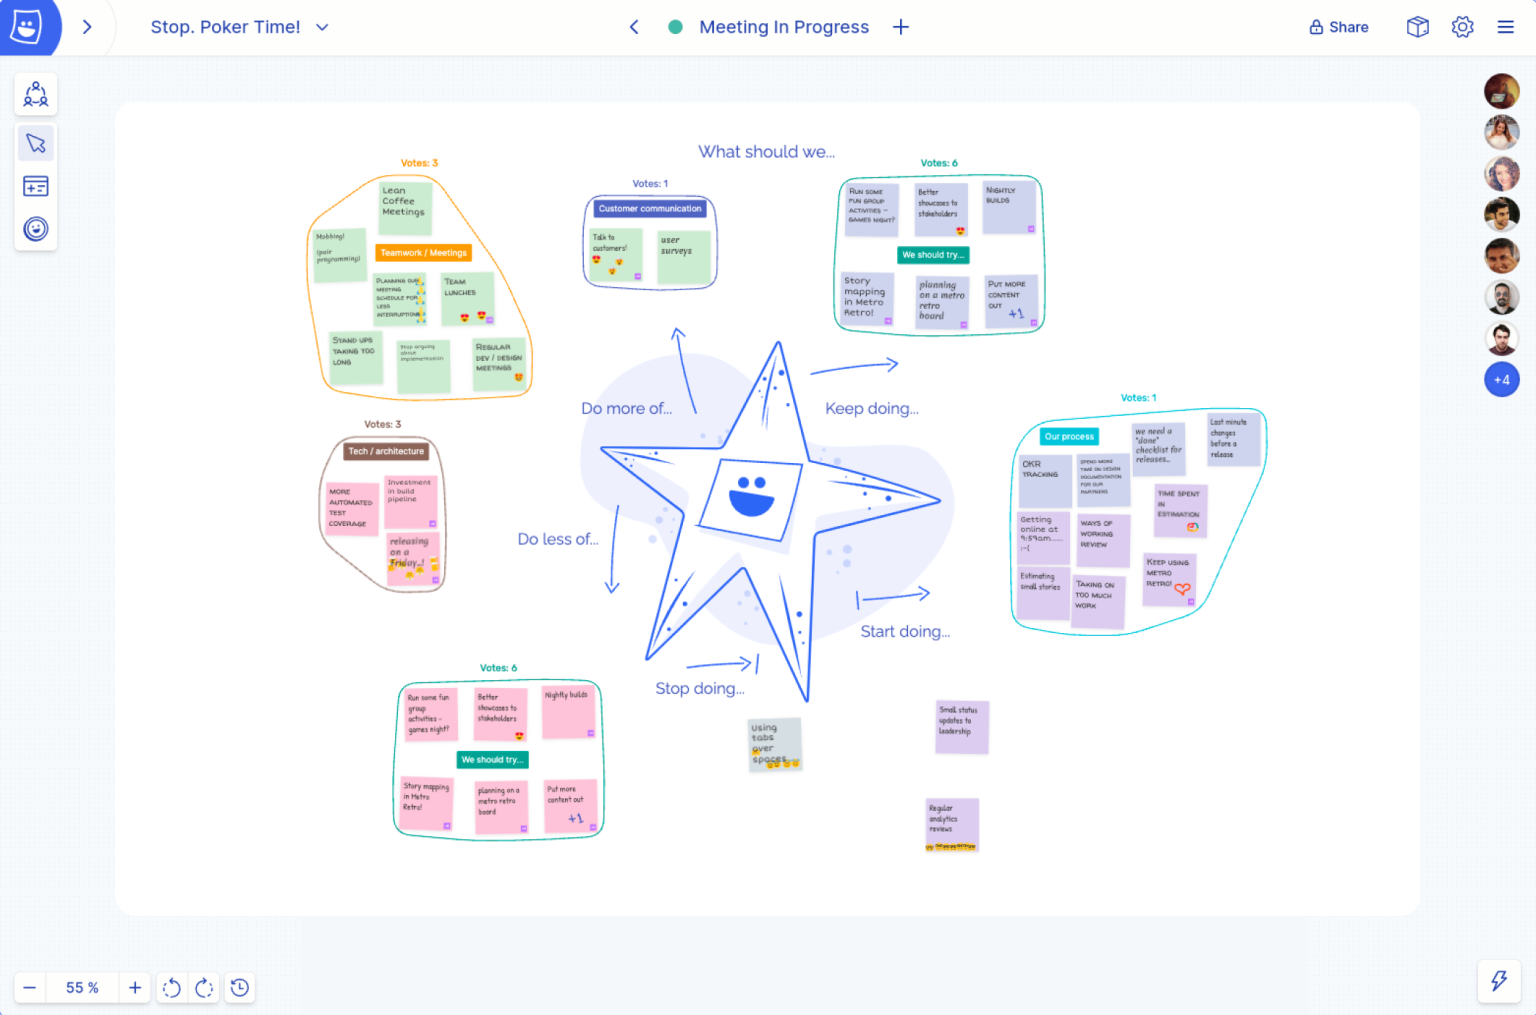 Stop. Poker Time!
Meeting In Progress
Share
+4
What should we...
Votes: 3
Lean
Coffee
Meetings
Mobbing!
(pair
programming)
Teamwork / Meetings
PLANNING OUR
MEETING
SCHEDULE FOR
LESS
INTERRUPTIONS
TEAM
LUNCHES
STAND UPS
TAKING TOO
LONG
Stop arguing
about
implementation
REGULAR
DEV / DESIGN
MEETINGS
Votes: 1
Customer communication
Talk to
customers!
user
surveys
Votes: 6
RUN SOME
FUN GROUP
ACTIVITIES –
GAMES NIGHT?
Better
showcases to
stakeholders
NIGHTLY
BUILDS
We should try...
Story
mapping
in Metro
Retro!
planning
on a metro
retro
board
PUT MORE
CONTENT
OUT
+1
Do more of...
Keep doing...
Do less of...
Start doing...
Stop doing...
Votes: 3
Tech / architecture
MORE
AUTOMATED
TEST
COVERAGE
Investment
in build
pipeline
releasing
on a
Friday..!
Votes: 1
Our process
OKR
TRACKING
SPEND MORE
TIME ON DESIGN
DOCUMENTATION
FOR OUR
PARTNERS
we need a
"done"
checklist for
releases..
Last minute
changes
before a
release
TIME SPENT
IN
ESTIMATION
Getting
online at
9:59am......
:-(
WAYS OF
WORKING
REVIEW
KEEP USING
METRO
RETRO!
Estimating
small stories
TAKING ON
TOO MUCH
WORK
Votes: 6
Run some fun
group
activities –
games night?
Better
showcases to
stakeholders
Nightly builds
We should try...
Story mapping
in Metro
Retro!
planning on a
metro retro
board
Put more
content out
+1
Using
tabs
over
spaces
Small status
updates to
leadership
Regular
analytics
reviews
55 %